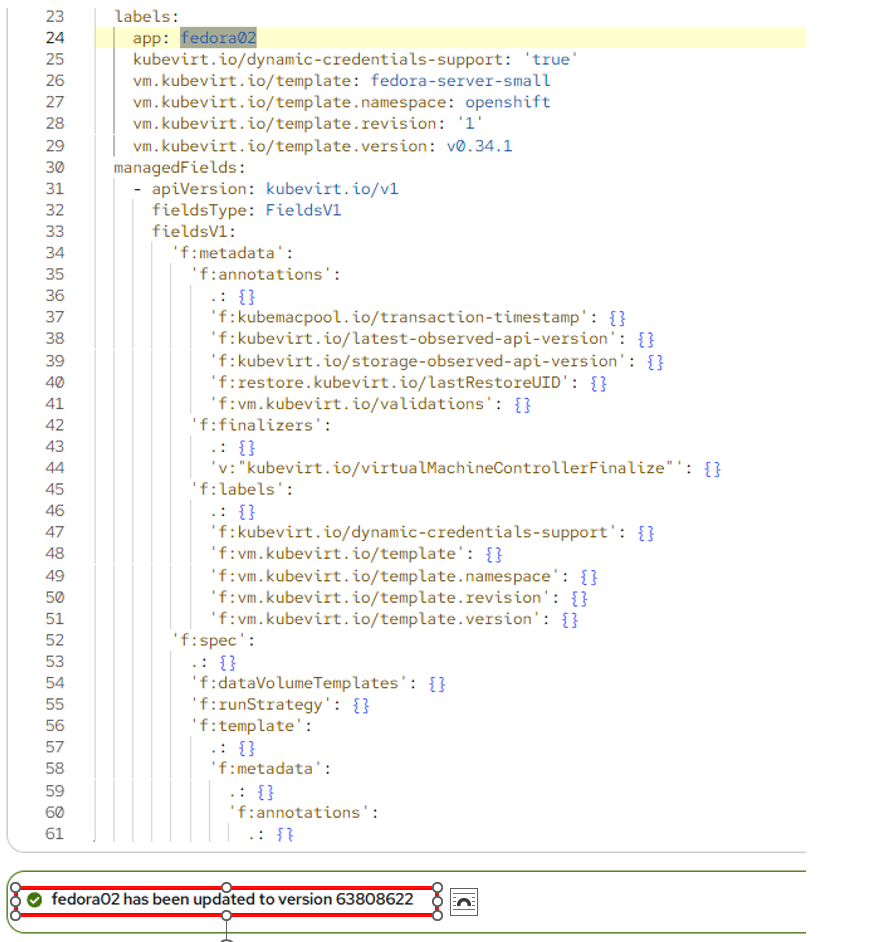 23 labels:
24 app: fedora02
25 kubevirt.io/dynamic-credentials-support: 'true'
26 vm.kubevirt.io/template: fedora-server-small
27 vm.kubevirt.io/template.namespace: openshift
28 vm.kubevirt.io/template.revision: '1'
29 vm.kubevirt.io/template.version: v0.34.1
30 managedFields:
31 - apiVersion: kubevirt.io/v1
32 fieldsType: FieldsV1
33 fieldsV1:
34 'f:metadata':
35 'f:annotations':
36 .: {}
37 'f:kubemacpool.io/transaction-timestamp': {}
38 'f:kubevirt.io/latest-observed-api-version': {}
39 'f:kubevirt.io/storage-observed-api-version': {}
40 'f:restore.kubevirt.io/lastRestoreUID': {}
41 'f:vm.kubevirt.io/validations': {}
42 'f:finalizers':
43 .: {}
44 'v:"kubevirt.io/virtualMachineControllerFinalize"': {}
45 'f:labels':
46 .: {}
47 'f:kubevirt.io/dynamic-credentials-support': {}
48 'f:vm.kubevirt.io/template': {}
49 'f:vm.kubevirt.io/template.namespace': {}
50 'f:vm.kubevirt.io/template.revision': {}
51 'f:vm.kubevirt.io/template.version': {}
52 'f:spec':
53 .: {}
54 'f:dataVolumeTemplates': {}
55 'f:runStrategy': {}
56 'f:template':
57 .: {}
58 'f:metadata':
59 .: {}
60 'f:annotations':
61 .: {}
fedora02 has been updated to version 63808622